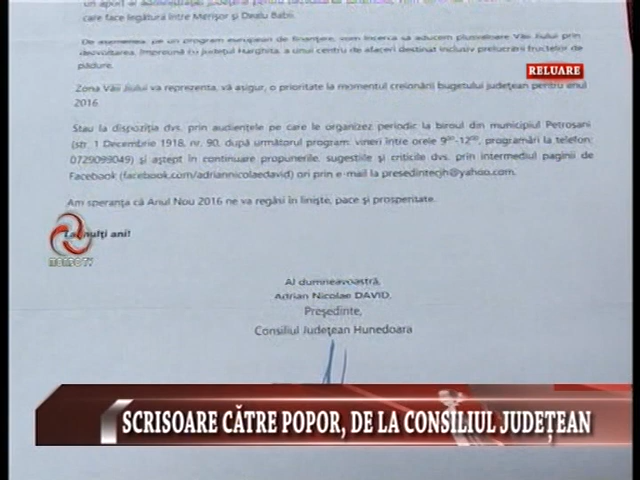 un aport al administrației județene pentru
care face legătura între Merișor și Dealu Babii.
De asemenea, pe un program european de finanțare, vom încerca să aducem plusvaloare Văii Jiului prin
dezvoltarea, împreună cu județul Harghita, a unui centru de afaceri destinat inclusiv prelucrării fructelor de
pădure.
RELUARE
Zona Văii Jiului va reprezenta, vă asigur, o prioritate la momentul creionării bugetului județean pentru anul
2016.
Stau la dispoziția dvs. prin audiențele pe care le organizez periodic la biroul din municipiul Petroșani
(str. 1 Decembrie 1918, nr. 90, după următorul program: vineri între orele 9⁰⁰-12⁰⁰, programări la telefon:
0729099049) și aștept în continuare propunerile, sugestiile și criticile dvs. prin intermediul paginii de
Facebook (facebook.com/adriannicolaedavid) ori prin e-mail la presedintecjh@yahoo.com.
Am speranța că Anul Nou 2016 ne va regăsi în liniște, pace și prosperitate.
La mulți ani!
MONDO TV
Al dumneavoastră,
Adrian Nicolae DAVID,
Președinte,
Consiliul Județean Hunedoara
SCRISOARE CĂTRE POPOR, DE LA CONSILIUL JUDEȚEAN